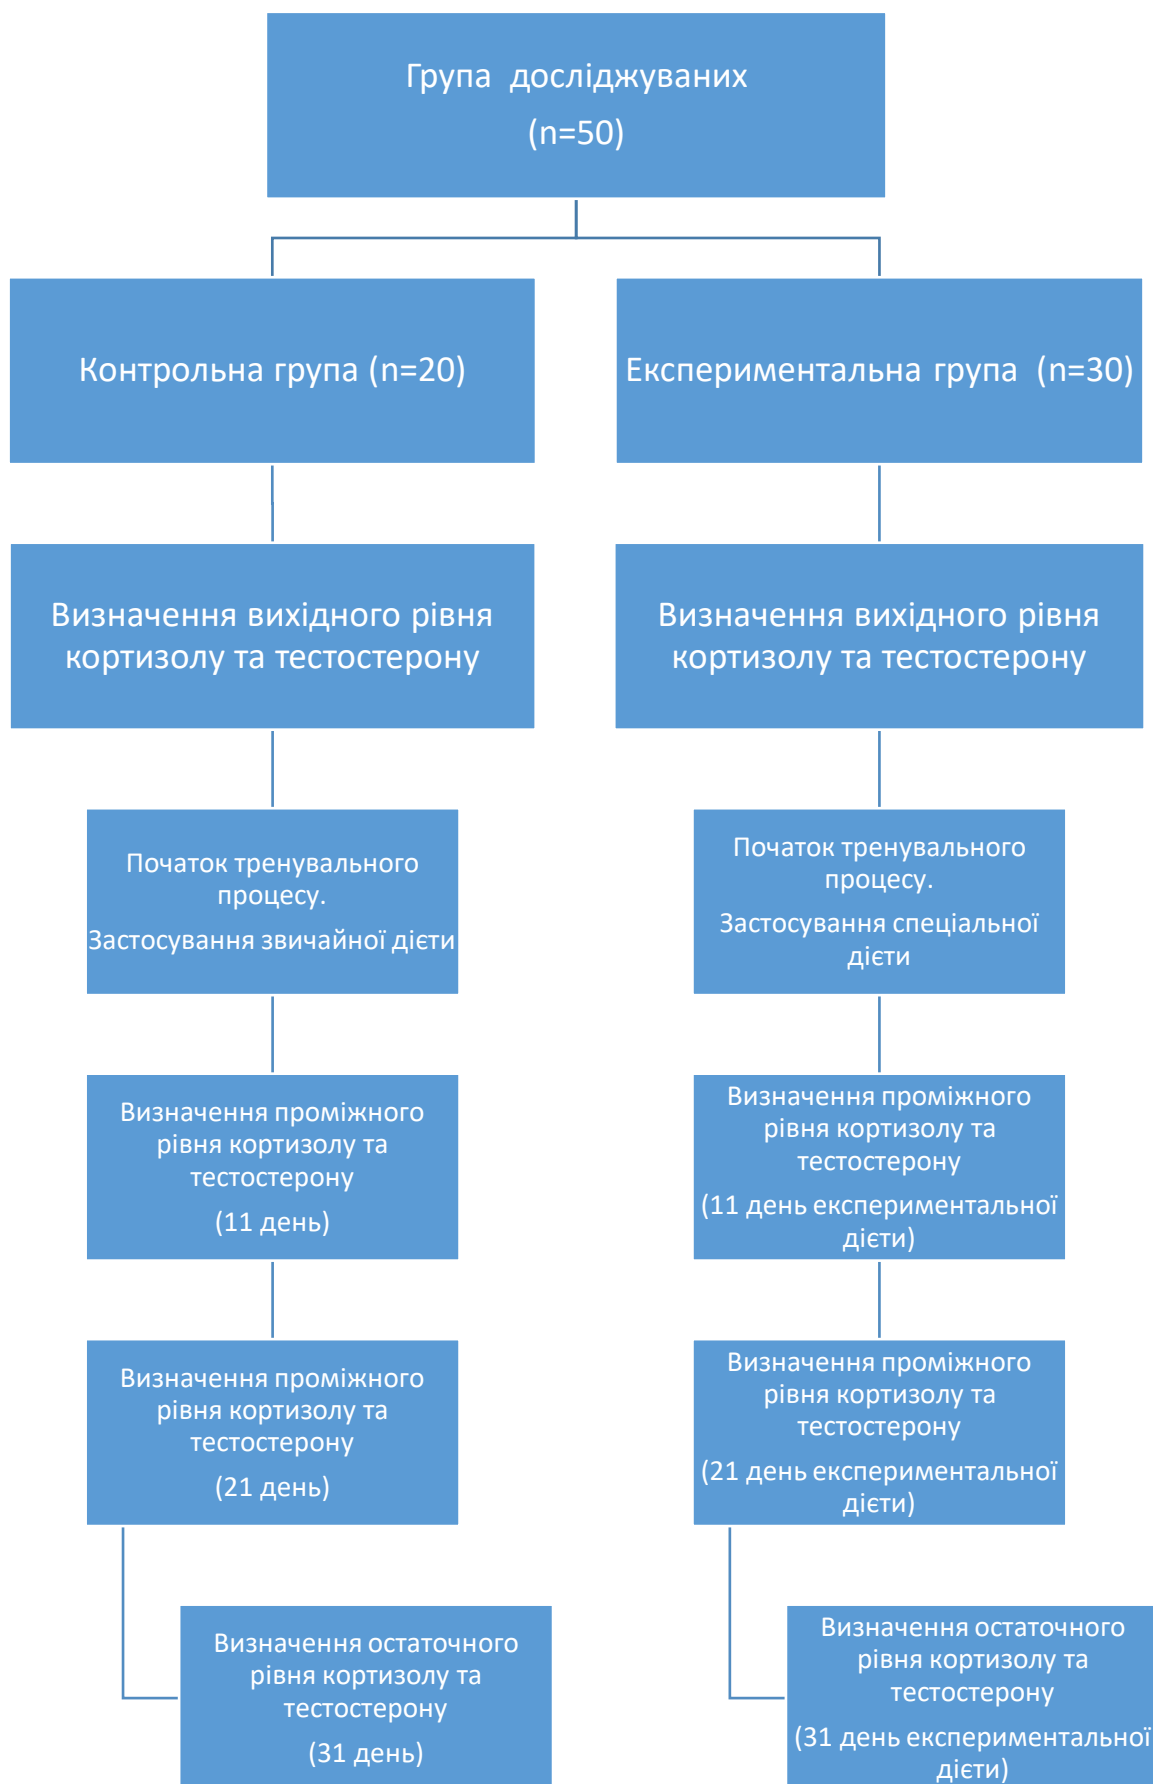 Група досліджуваних
(n=50)
Контрольна група (n=20)
Експериментальна група (n=30)
Визначення вихідного рівня
кортизолу та тестостерону
Визначення вихідного рівня
кортизолу та тестостерону
Початок тренувального
процесу.
Застосування звичайної дієти
Початок тренувального
процесу.
Застосування спеціальної
дієти
Визначення проміжного
рівня кортизолу та
тестостерону
(11 день)
Визначення проміжного
рівня кортизолу та
тестостерону
(11 день експериментальної
дієти)
Визначення проміжного
рівня кортизолу та
тестостерону
(21 день)
Визначення проміжного
рівня кортизолу та
тестостерону
(21 день експериментальної
дієти)
Визначення остаточного
рівня кортизолу та
тестостерону
(31 день)
Визначення остаточного
рівня кортизолу та
тестостерону
(31 день експериментальної
дієти)